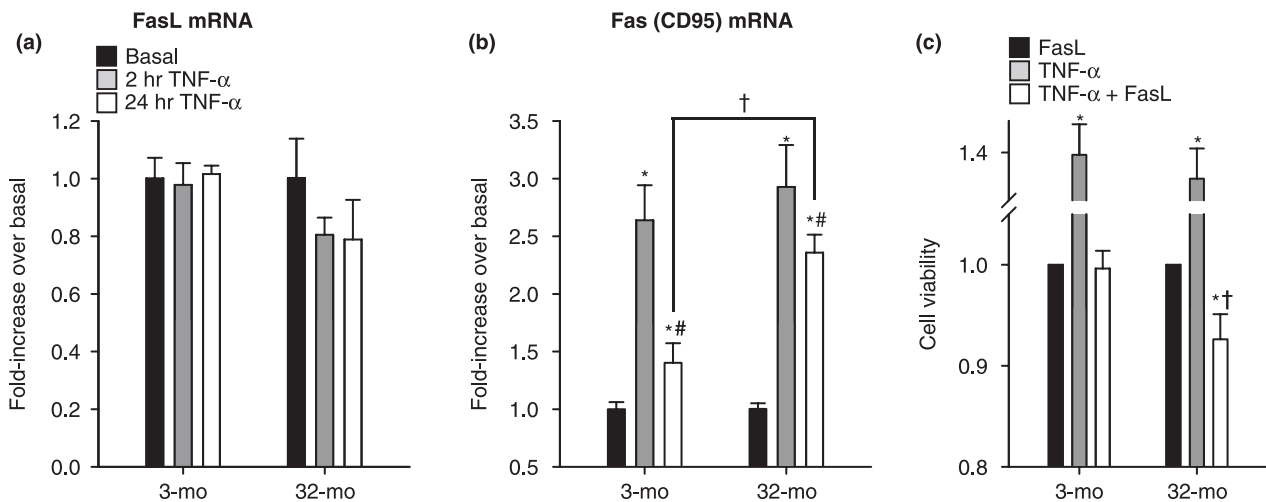 FasL mRNA
(a)
Basal
2 hr TNF-α
24 hr TNF-α
Fold-increase over basal
1.2
1.0
0.8
0.6
0.4
0.2
0.0
3-mo
32-mo
Fas (CD95) mRNA
(b)
Fold-increase over basal
3.5
3.0
2.5
2.0
1.5
1.0
0.5
*
*#
†
*
*#
3-mo
32-mo
(c)
FasL
TNF-α
TNF-α + FasL
Cell viability
1.4
1.0
0.9
0.8
*
*
*†
3-mo
32-mo